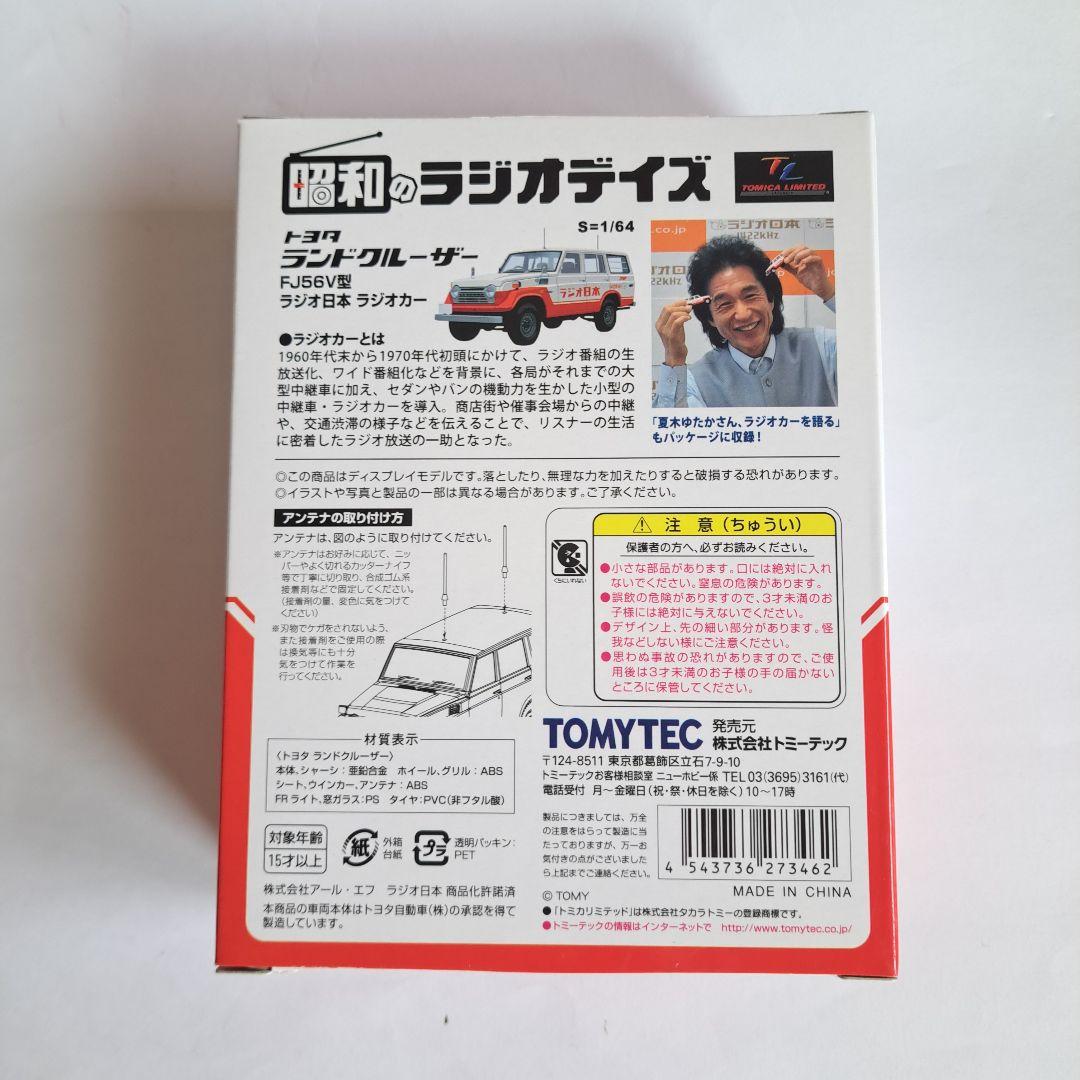 昭和のラジオデイズ
TL
TOMICA LIMITED
S=1/64
トヨタ
ランドクルーザー
FJ56V型
ラジオ日本 ラジオカー
ラジオ日本
.co.jp
ラジオ日本
1422kHz
●ラジオカーとは
1960年代末から1970年代初頭にかけて、ラジオ番組の生
放送化、ワイド番組化などを背景に、各局がそれまでの大
型中継車に加え、セダンやバンの機動力を生かした小型の
中継車・ラジオカーを導入。商店街や催事会場からの中継
や、交通渋滞の様子などを伝えることで、リスナーの生活
に密着したラジオ放送の一助となった。
「夏木ゆたかさん、ラジオカーを語る」
もパッケージに収録!
◎この商品はディスプレイモデルです。落としたり、無理な力を加えたりすると破損する恐れがあります。
◎イラストや写真と製品の一部は異なる場合があります。ご了承ください。
アンテナの取り付け方
アンテナは、図のように取り付けてください。
※アンテナはお好みに応じて、ニッ
パーやよく切れるカッターナイフ
等で丁寧に切り取り、合成ゴム系
接着剤などで固定してください。
(接着剤の量、変色に気をつけて
ください)
※刃物でケガをされないよう、
また接着剤をご使用の際
は換気等にも十分
気をつけて作業を
行ってください。
注意(ちゅうい)
保護者の方へ、必ずお読みください。
くちにいれない
●小さな部品があります。口には絶対に入れ
ないでください。窒息の危険があります。
●誤飲の危険がありますので、3才未満のお
子様には絶対に与えないでください。
●デザイン上、先の細い部分があります。怪
我などしない様にご注意ください。
●思わぬ事故の恐れがありますので、ご使
用後は3才未満のお子様の手の届かない
ところに保管してください。
材質表示
〈トヨタ ランドクルーザー〉
本体、シャーシ:亜鉛合金 ホイール、グリル:ABS
シート、ウインカー、アンテナ:ABS
FRライト、窓ガラス:PS タイヤ:PVC(非フタル酸)
TOMYTEC 発売元 株式会社トミーテック
〒124-8511 東京都葛飾区立石7-9-10
トミーテックお客様相談室 ニューホビー係 TEL 03(3695)3161(代)
電話受付 月~金曜日(祝・祭・休日を除く)10~17時
対象年齢
15才以上
紙
外箱
台紙
プラ
透明パッキン:
PET
製品につきましては、万全
の注意をはらって製造に当
たっておりますが、万一お
気付きの点がございました
ら上記までご連絡ください。
4 543736 273462
MADE IN CHINA
株式会社アール・エフ ラジオ日本 商品化許諾済
本商品の車両本体はトヨタ自動車(株)の承認を得て
製造しています。
© TOMY
●「トミカリミテッド」は株式会社タカラトミーの登録商標です。
●トミーテックの情報はインターネットで http://www.tomytec.co.jp/